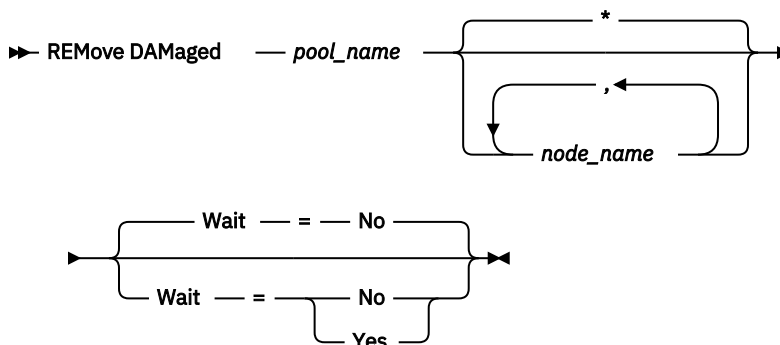 *
REMove DAMaged pool_name
,
node_name
Wait = No
Wait = No
Yes